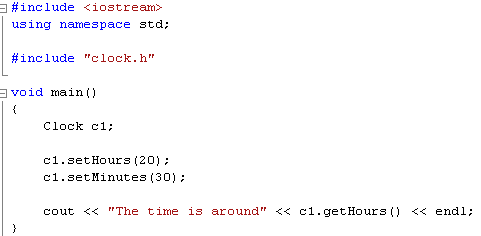 #include <iostream>
using namespace std;
#include "clock.h"
void main()
{
Clock c1;
c1.setHours(20);
c1.setMinutes(30);
cout << "The time is around" << c1.getHours() << endl;
}